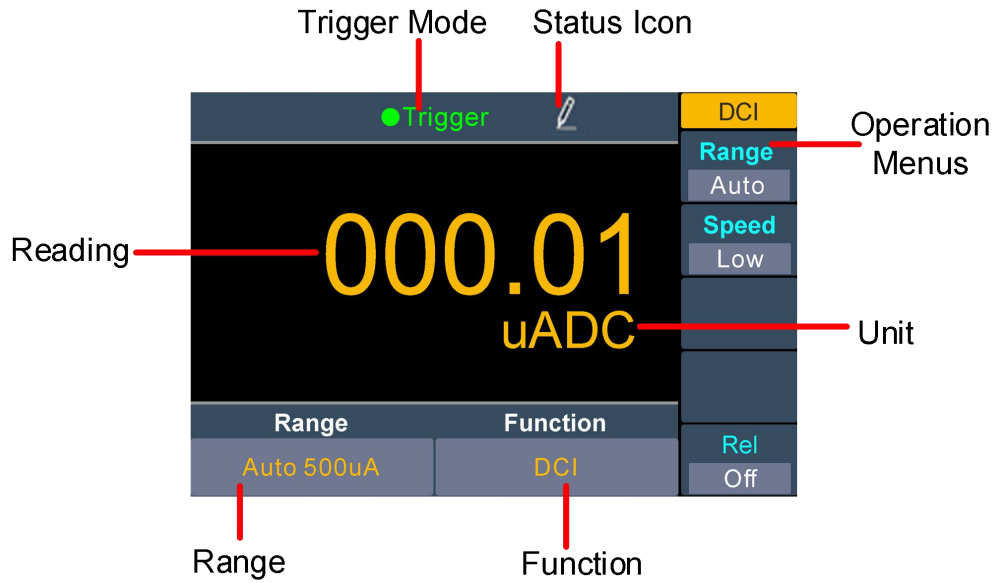 Trigger Mode
Status Icon
Trigger
DCI
Range
Auto
Operation
Menus
Speed
Low
Reading
000.01
uADC
Unit
Range
Function
Auto 500uA
DCI
Rel
Off
Range
Function